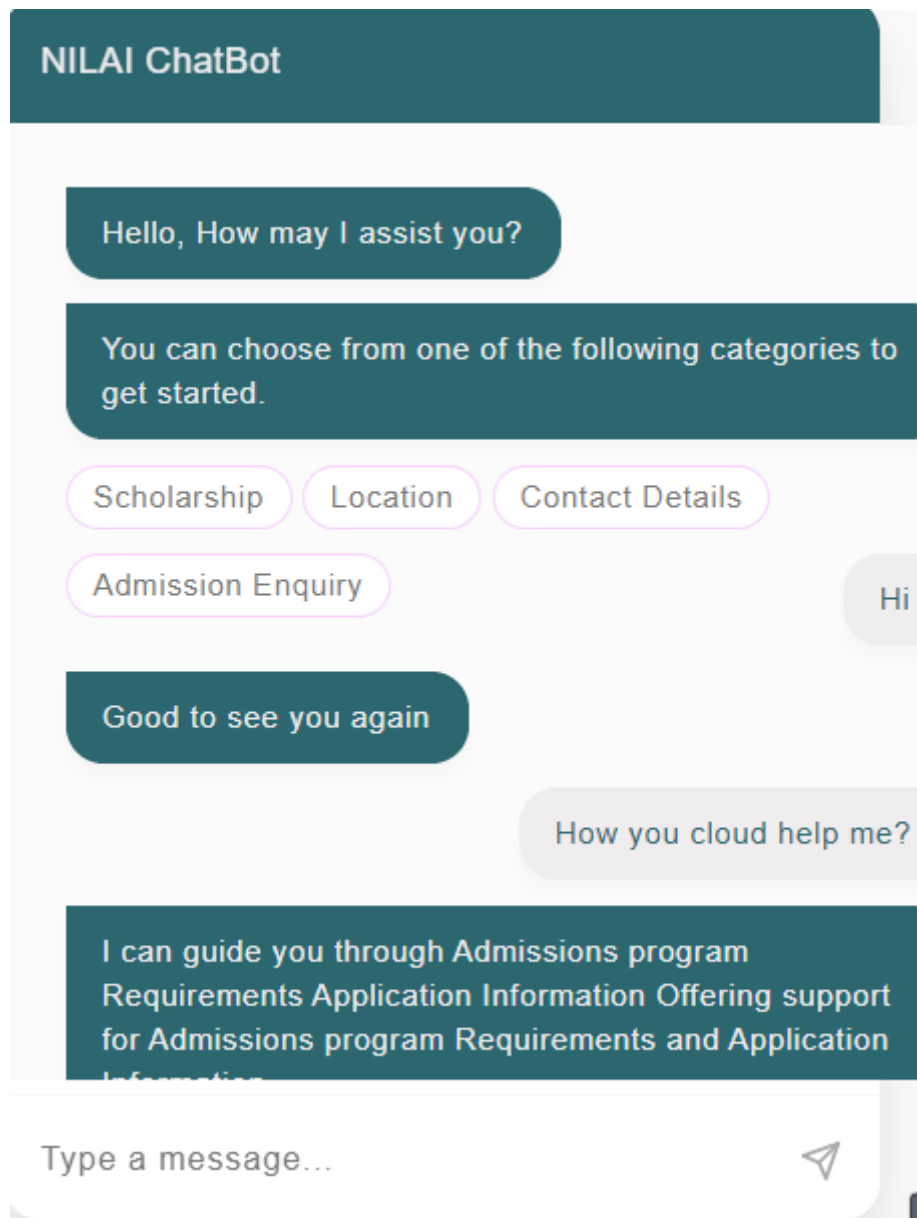 NILAI ChatBot
Hello, How may I assist you?
You can choose from one of the following categories to
get started.
Scholarship Location Contact Details
Admission Enquiry
Hi
Good to see you again
How you cloud help me?
I can guide you through Admissions program
Requirements Application Information Offering support
for Admissions program Requirements and Application
Information
Type a message...